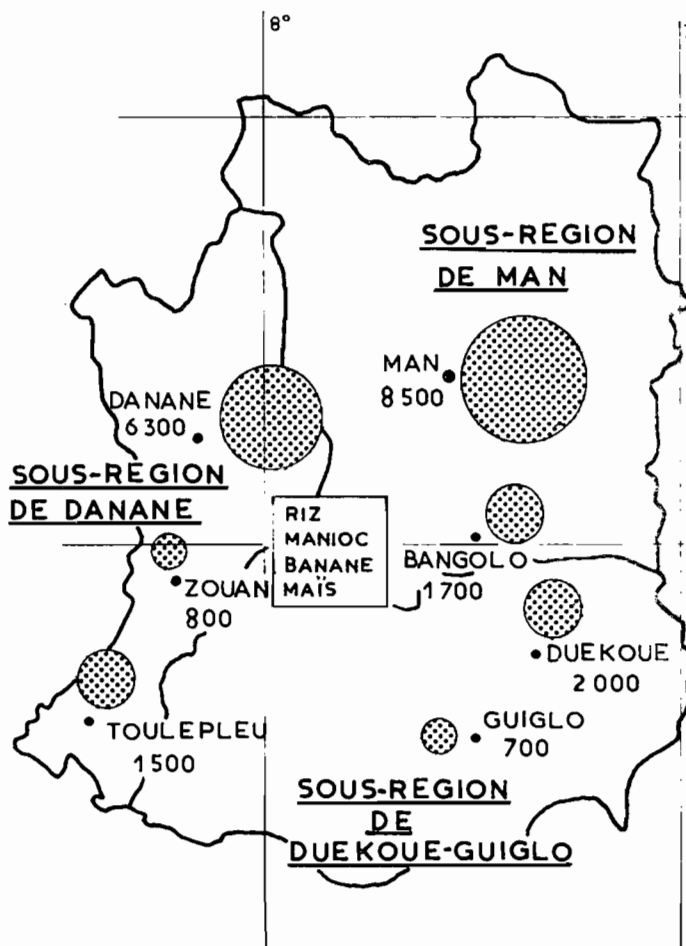 8°
SOUS-REGION
DE MAN
MAN
8 500
DANANE
6 300
SOUS-REGION
DE DANANE
RIZ
MANIOC
BANANE
MAÏS
BANGOLO
1 700
ZOUAN
800
DUEKOUE
2 000
TOULEPLEU
1 500
GUIGLO
700
SOUS-REGION
DE
DUEKOUE-GUIGLO